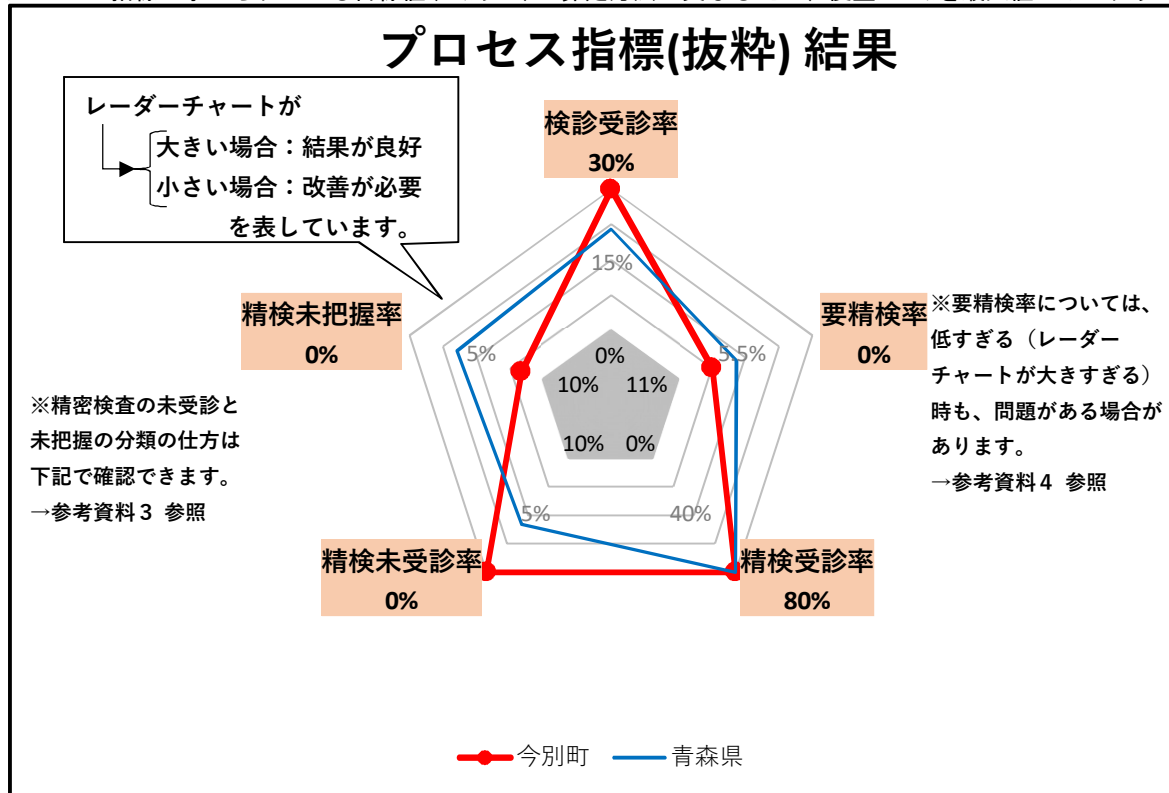 プロセス指標(抜粋) 結果
レーダーチャートが
大きい場合：結果が良好
小さい場合：改善が必要
を表しています。
検診受診率
30%
15%
0%
精検未把握率
0%
5%
10%
要精検率
0%
5.5%
11%
※要精検率については、
低すぎる（レーダー
チャートが大きすぎる）
時も、問題がある場合が
あります。
→参考資料４ 参照
※精密検査の未受診と
未把握の分類の仕方は
下記で確認できます。
→参考資料３ 参照
10%
0%
5%
40%
精検未受診率
0%
精検受診率
80%
今別町
青森県